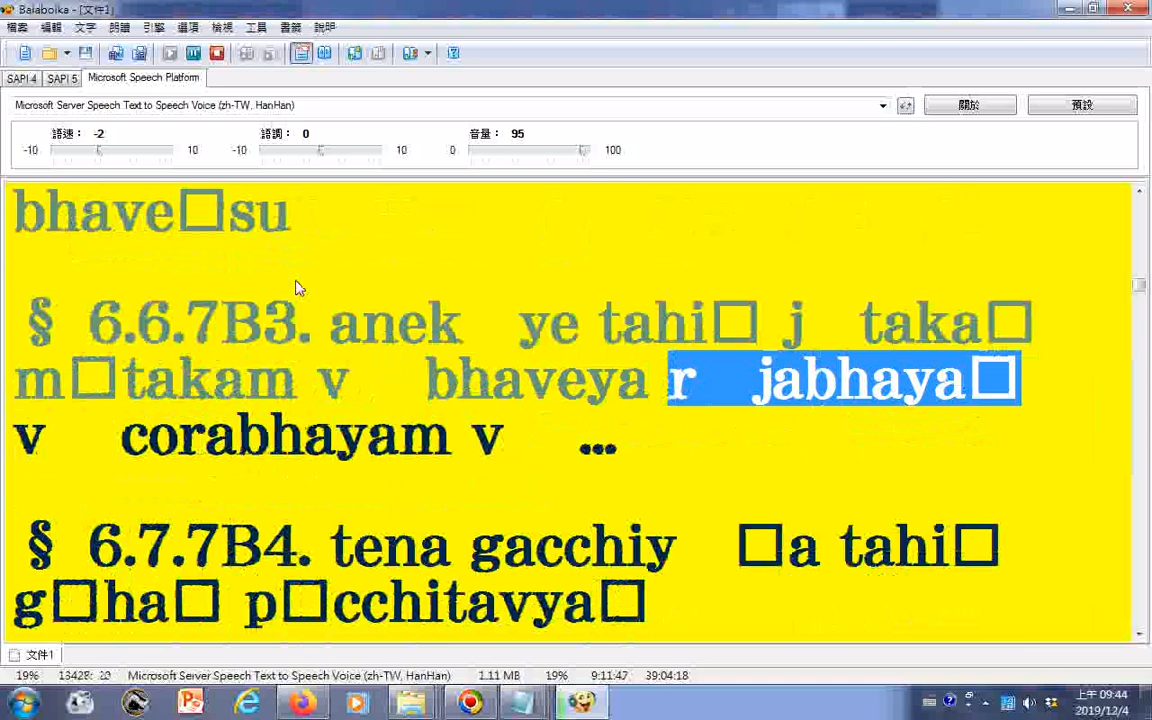 Balabolka - [文件1]
檔案 編輯 文字 朗讀 引擎 選項 檢視 工具 書籤 說明
SAPI 4 SAPI 5 Microsoft Speech Platform
Microsoft Server Speech Text to Speech Voice (zh-TW, HanHan) 關於 預設
語速: -2 語調: 0 音量: 95
-10 10 -10 10 0 100
bhave□su
§ 6.6.7B3. anek ye tahi□ j taka□
m□takam v bhaveya r jabhaya□
v corabhayam v ...
§ 6.7.7B4. tena gacchiy □a tahi□
g□ha□ p□cchitavya□
文件1
19% 13428: 20 Microsoft Server Speech Text to Speech Voice (zh-TW, HanHan) 1.11 MB 19% 9:11:47 39:04:18
上午 09:44
2019/12/4